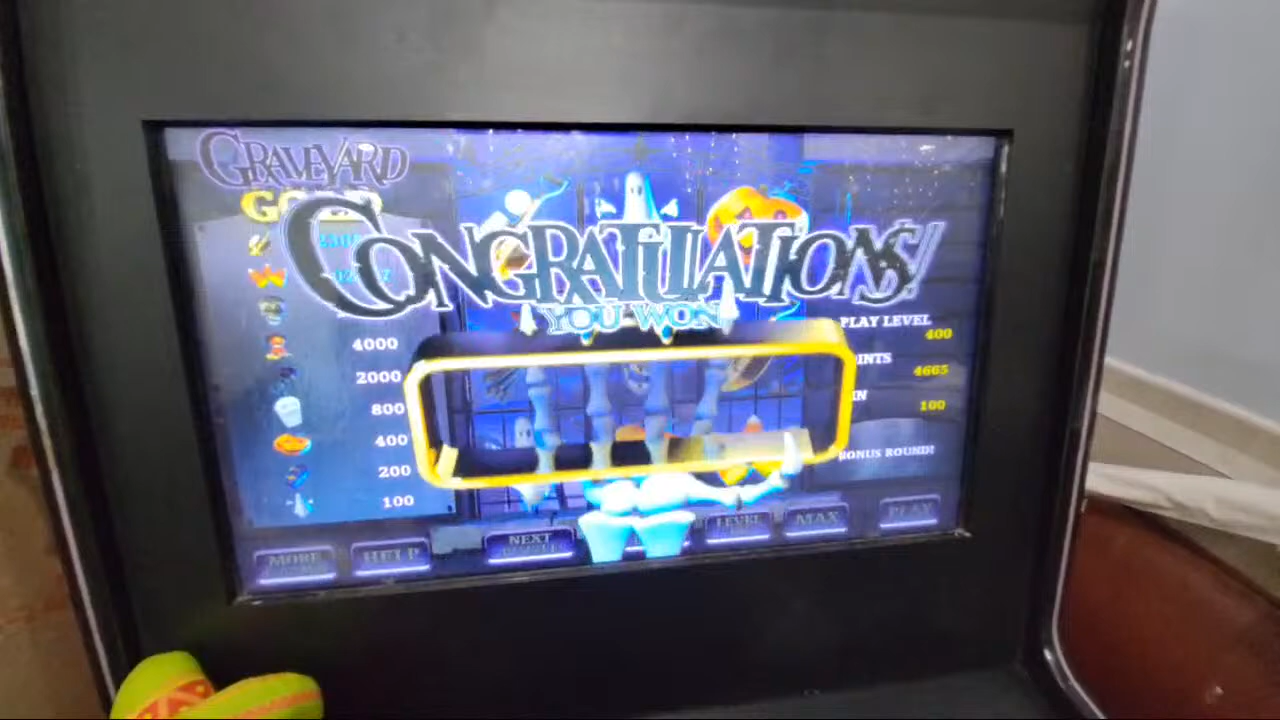 GRAVEYARD
GOLD
CONGRATULATIONS!
YOU WON
PLAY LEVEL
400
4000
4665
2000
100
800
400
BONUS ROUND!
200
100
MORE
HELP
NEXT
LEVEL
MAX
PLAY